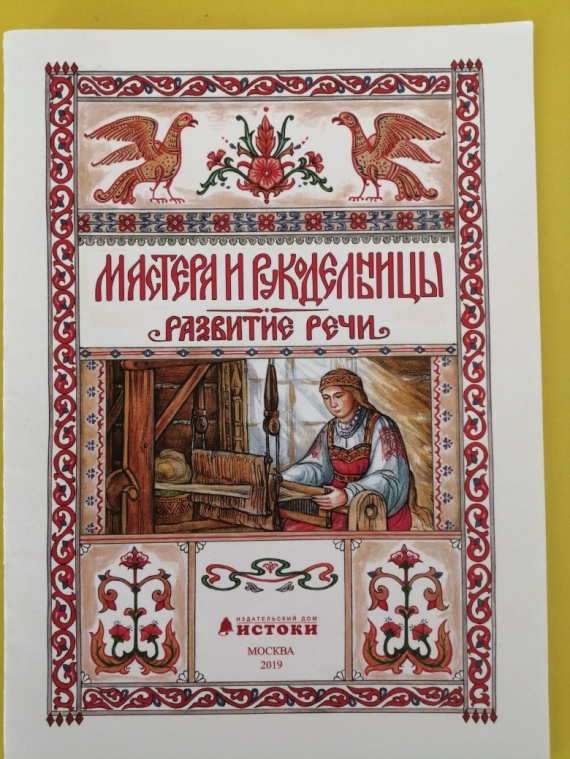 МАСТЕРА И РУКОДЕЛЬНИЦЫ
РАЗВИТИЕ РЕЧИ
ИЗДАТЕЛЬСКИЙ ДОМ
ИСТОКИ
МОСКВА
2019